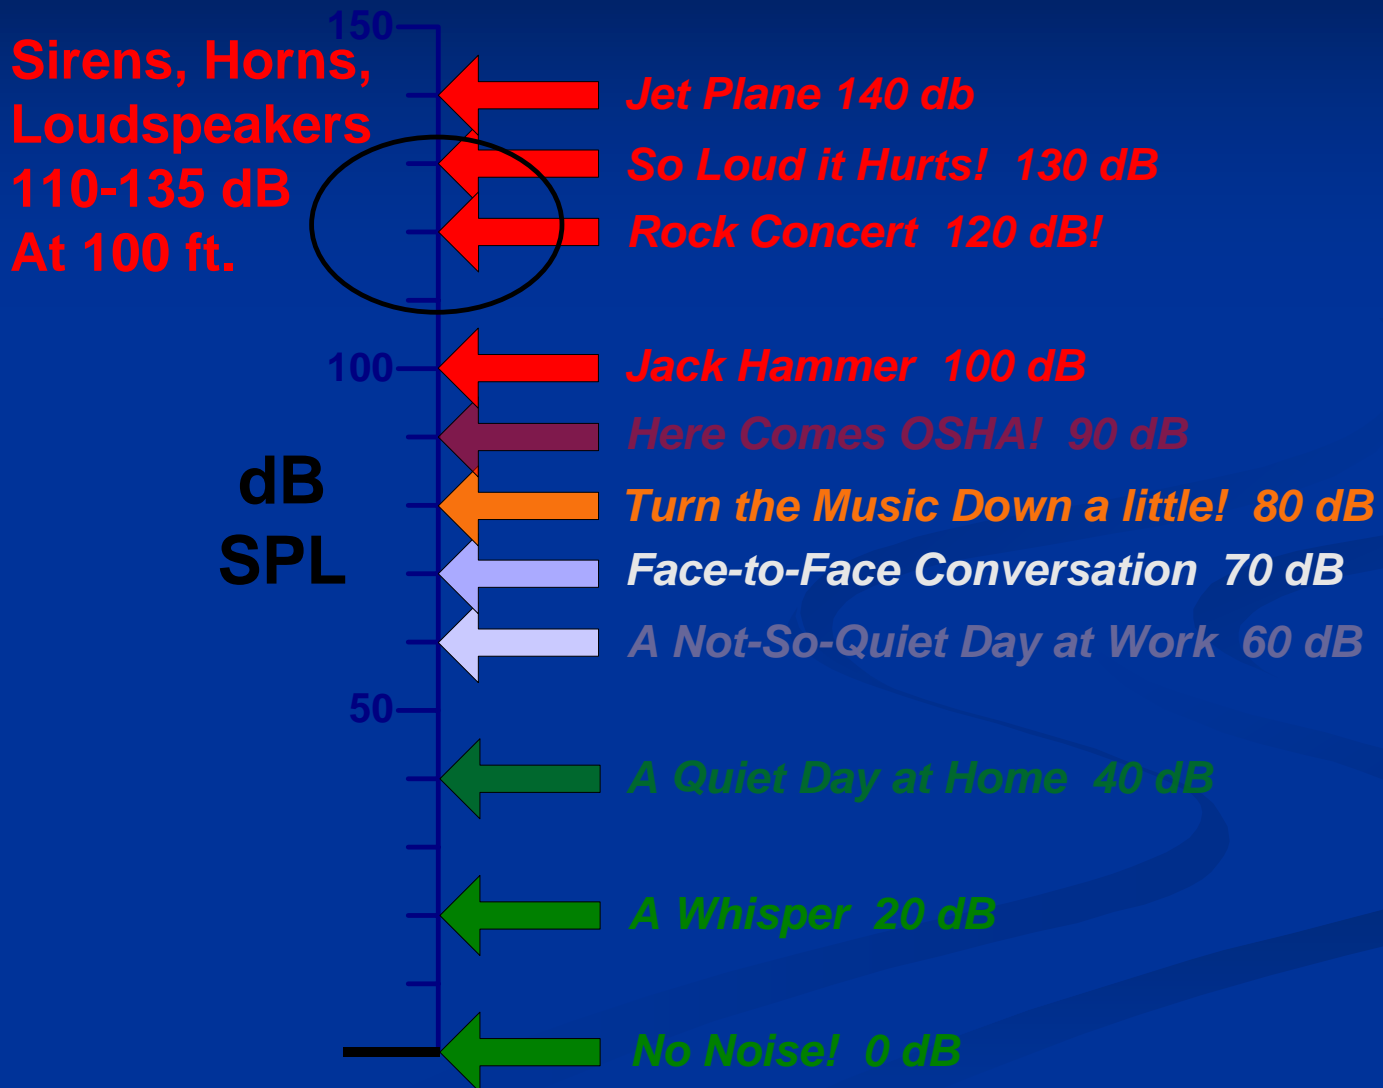 150
Sirens, Horns,
Loudspeakers
110-135 dB
At 100 ft.
Jet Plane 140 db
So Loud it Hurts!  130 dB
Rock Concert  120 dB!
100
Jack Hammer  100 dB
Here Comes OSHA!  90 dB
dB
SPL
Turn the Music Down a little!  80 dB
Face-to-Face Conversation  70 dB
A Not-So-Quiet Day at Work  60 dB
50
A Quiet Day at Home  40 dB
A Whisper  20 dB
No Noise!  0 dB